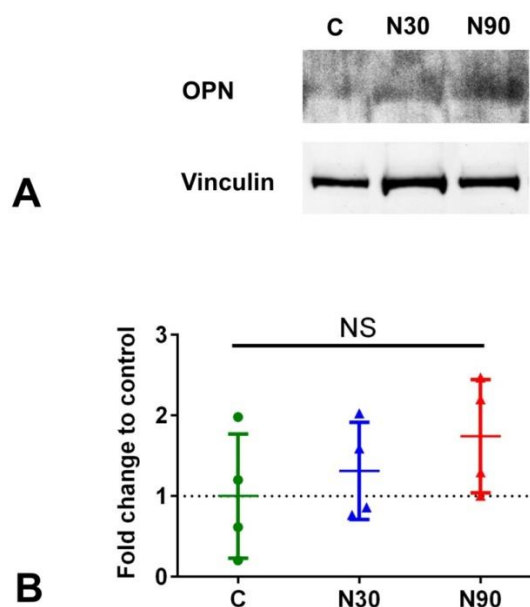 C N30 N90
OPN
Vinculin
A
NS
3
2
1
0
Fold change to control
C N30 N90
B